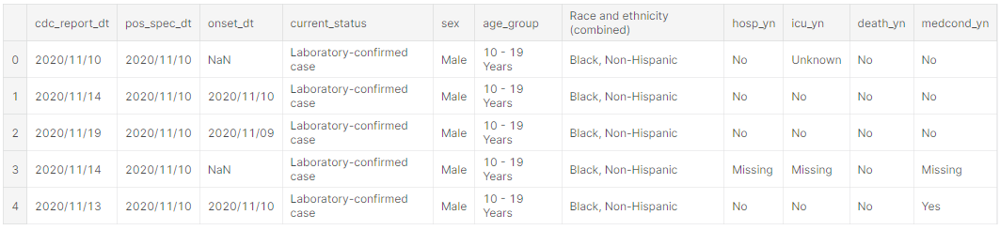 cdc_report_dt pos_spec_dt onset_dt current_status sex age_group Race and ethnicity (combined) hosp_yn icu_yn death_yn medcond_yn
0 2020/11/10 2020/11/10 NaN Laboratory-confirmed case Male 10 - 19 Years Black, Non-Hispanic No Unknown No No
1 2020/11/14 2020/11/10 2020/11/10 Laboratory-confirmed case Male 10 - 19 Years Black, Non-Hispanic No No No No
2 2020/11/19 2020/11/10 2020/11/09 Laboratory-confirmed case Male 10 - 19 Years Black, Non-Hispanic No No No No
3 2020/11/14 2020/11/10 NaN Laboratory-confirmed case Male 10 - 19 Years Black, Non-Hispanic Missing Missing No Missing
4 2020/11/13 2020/11/10 2020/11/10 Laboratory-confirmed case Male 10 - 19 Years Black, Non-Hispanic No No No Yes